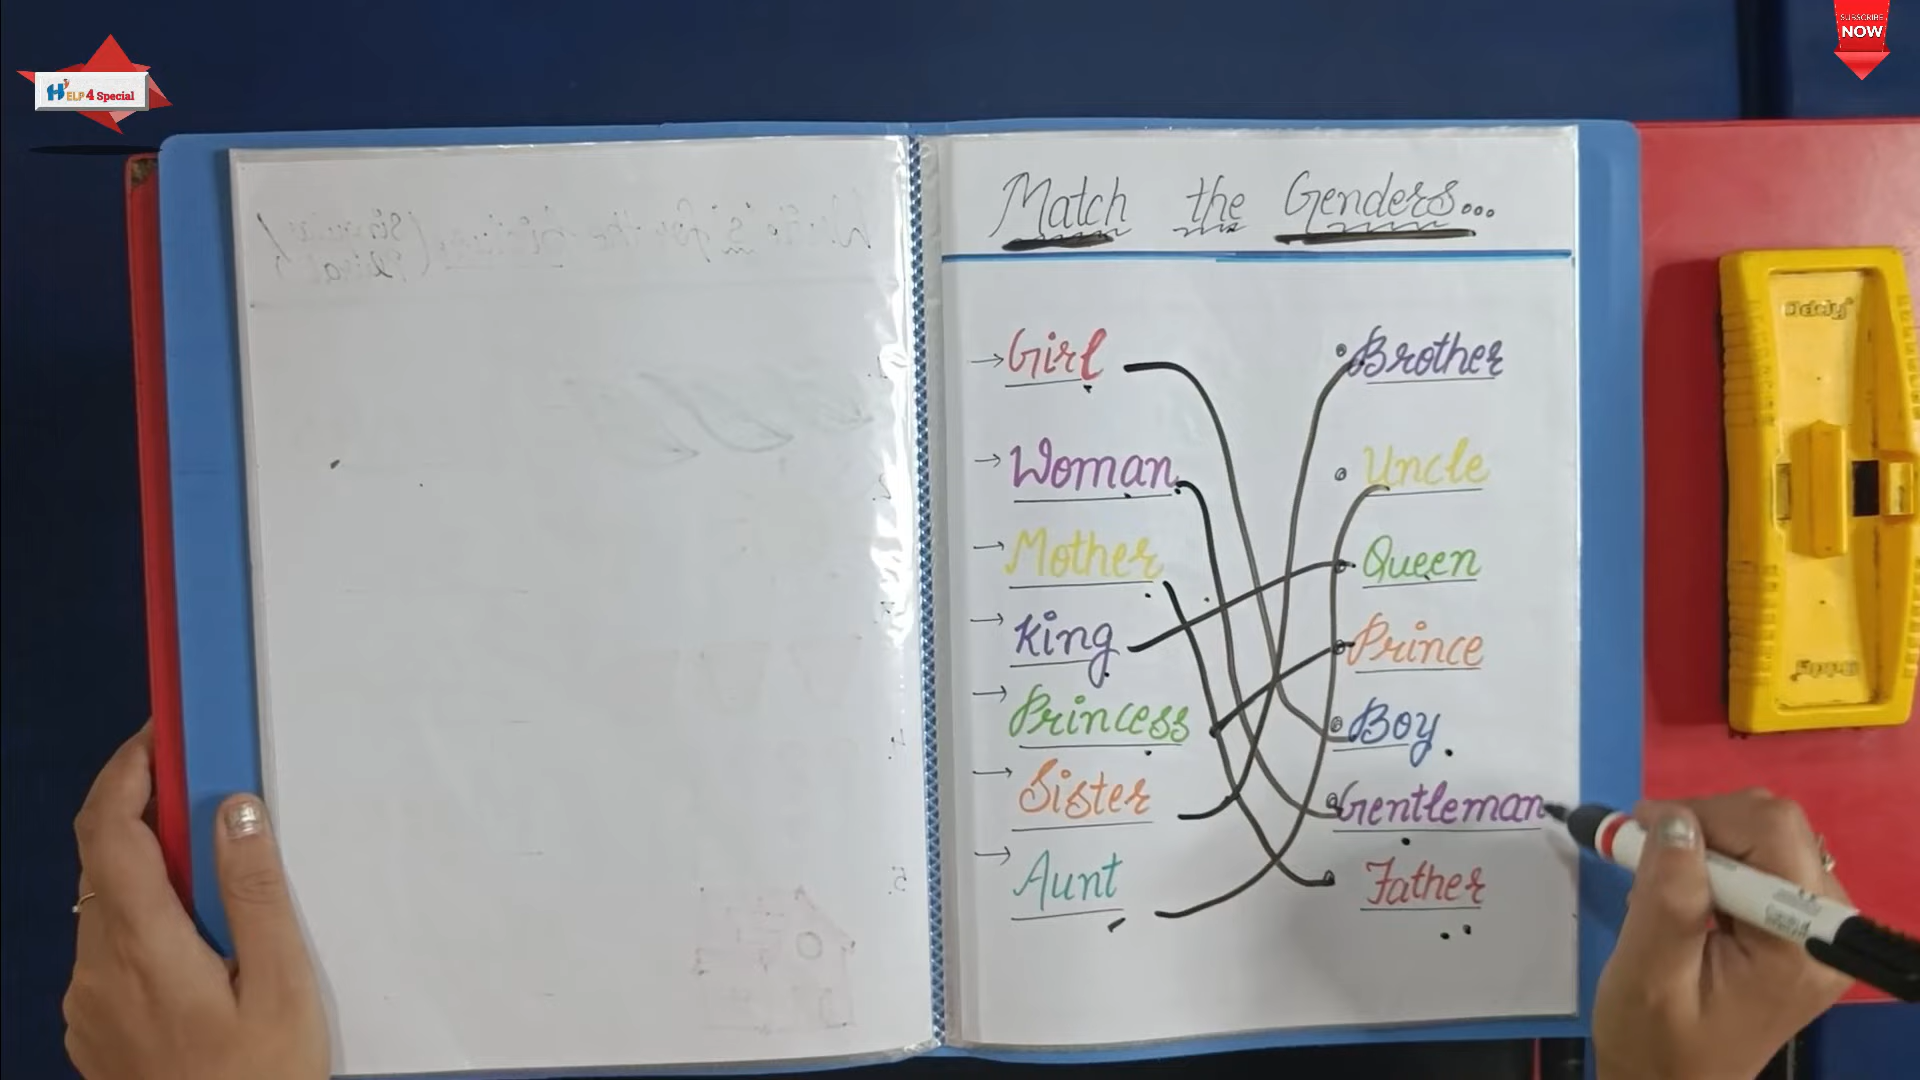 SUBSCRIBE
NOW
HELP 4 Special
Match the Genders...
Girl
Brother
Woman
Uncle
Mother
Queen
King
Prince
Princess
Boy
Sister
Gentleman
Aunt
Father
Oddy